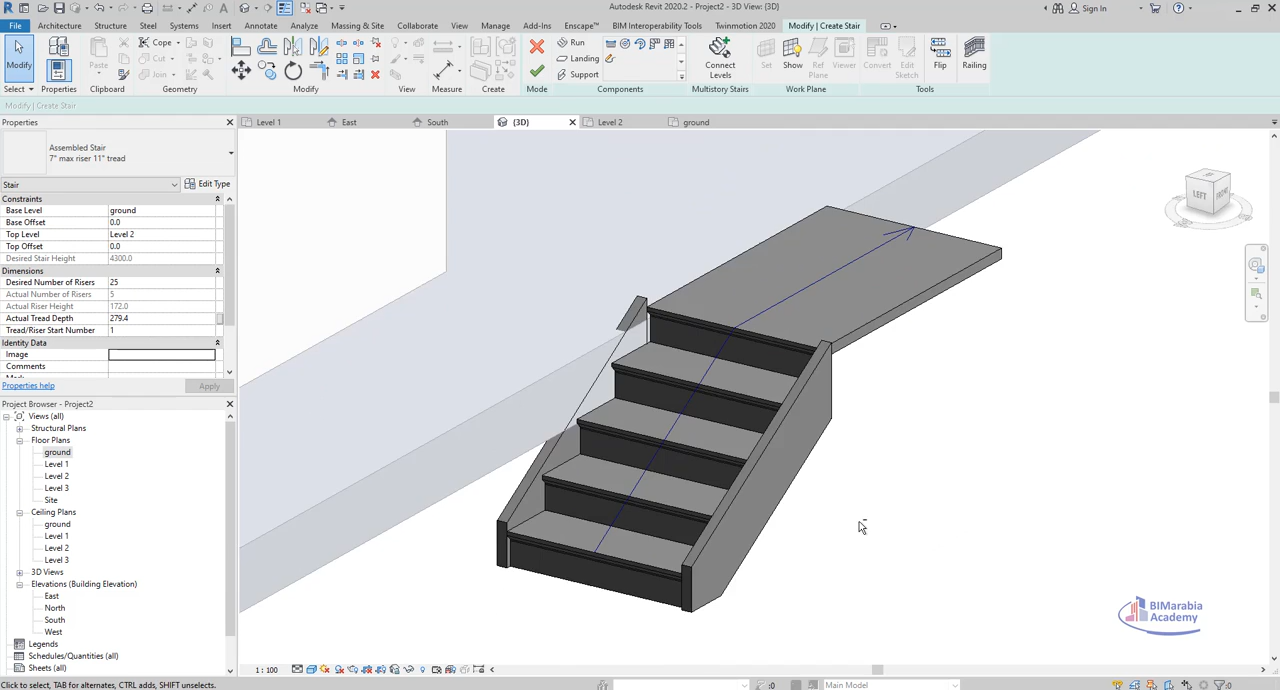 Autodesk Revit 2020.2 - Project2 - 3D View: {3D}
Sign In
File
Architecture
Structure
Steel
Systems
Insert
Annotate
Analyze
Massing & Site
Collaborate
View
Manage
Add-Ins
Enscape™
BIM Interoperability Tools
Twinmotion 2020
Modify | Create Stair
Modify
Properties
Paste
Cope
Cut
Join
Run
Landing
Support
Connect
Levels
Set
Show
Ref
Plane
Viewer
Convert
Edit
Sketch
Flip
Railing
Select
Properties
Clipboard
Geometry
Modify
View
Measure
Create
Mode
Components
Multistory Stairs
Work Plane
Tools
Modify | Create Stair
Properties
Level 1
East
South
{3D}
Level 2
ground
Assembled Stair
7" max riser 11" tread
Stair
Edit Type
Constraints
Base Level ground
Base Offset 0.0
Top Level Level 2
Top Offset 0.0
Desired Stair Height 4300.0
Dimensions
Desired Number of Risers 25
Actual Number of Risers 5
Actual Riser Height 172.0
Actual Tread Depth 279.4
Tread/Riser Start Number 1
Identity Data
Image
Comments
Properties help
Apply
LEFT
FRONT
Project Browser - Project2
Views (all)
Structural Plans
Floor Plans
ground
Level 1
Level 2
Level 3
Site
Ceiling Plans
ground
Level 1
Level 2
Level 3
3D Views
Elevations (Building Elevation)
East
North
South
West
Legends
Schedules/Quantities (all)
Sheets (all)
BIMarabia
Academy
1 : 100
Click to select, TAB for alternates, CTRL adds, SHIFT unselects.
:0
Main Model
:0